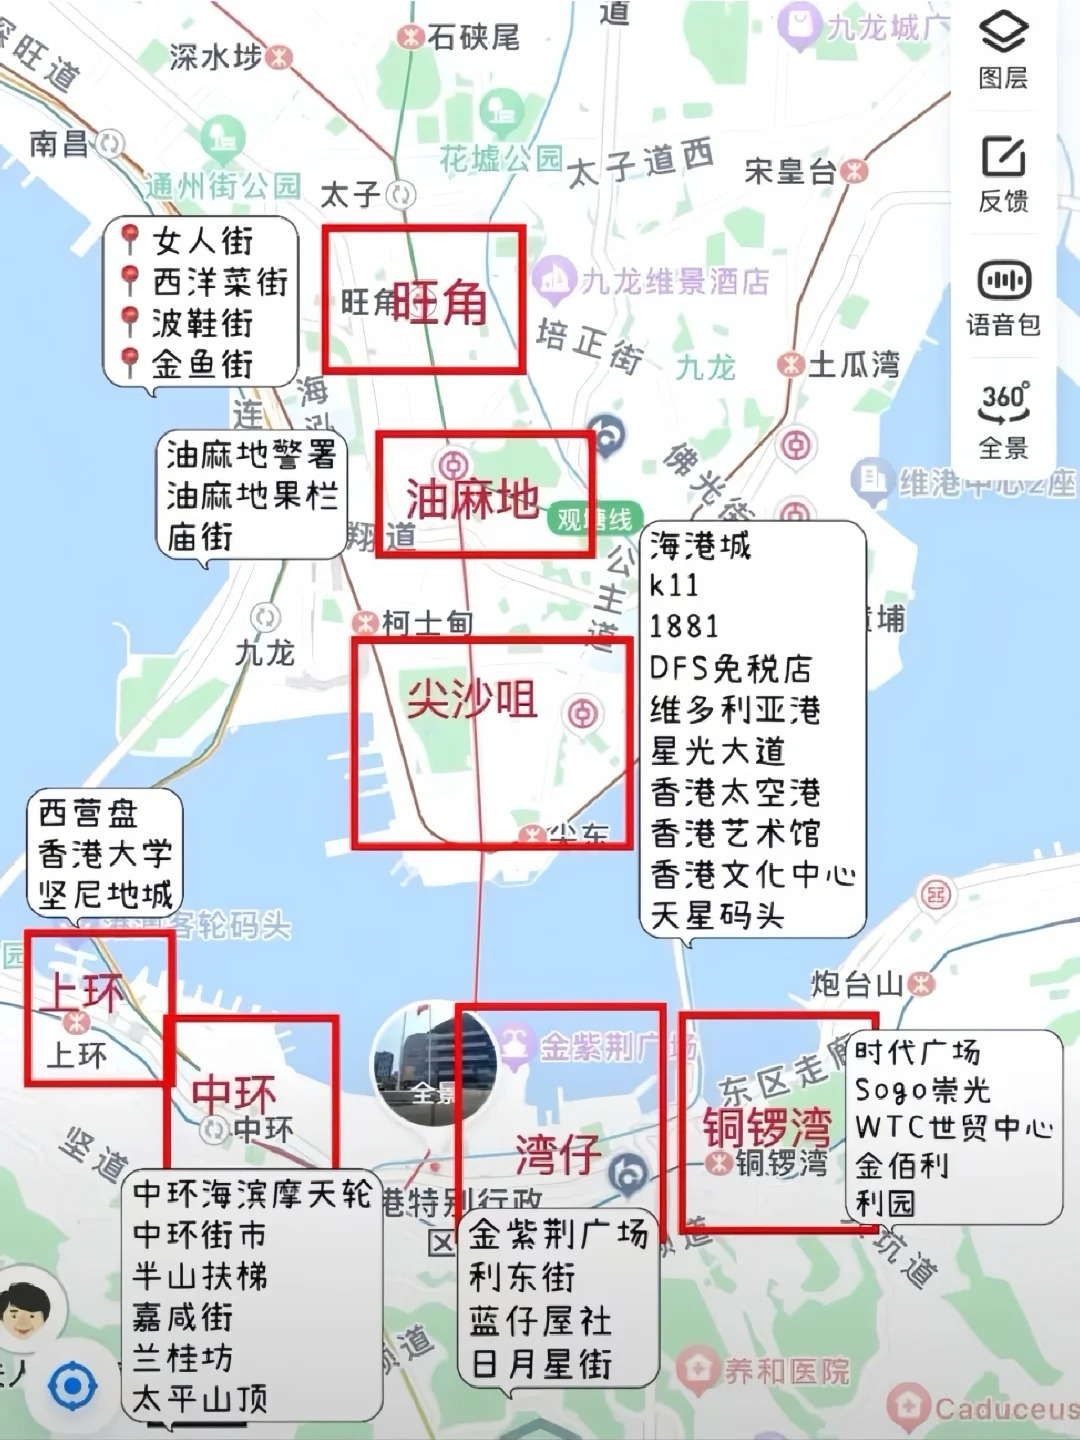 道
石硖尾
九龙城广
深水埗
深旺道
图层
南昌
花墟公园
太子道西
通州街公园
宋皇台
反馈
太子
女人街
西洋菜街
波鞋街
金鱼街
旺角
旺角
九龙维景酒店
语音包
培正街
九龙
土瓜湾
海泓
连
360°
全景
油麻地警署
油麻地果栏
庙街
翔道
油麻地
观塘线
佛光街
维港中心2座
公主道
海港城
k11
1881
DFS免税店
维多利亚港
星光大道
香港太空港
香港艺术馆
香港文化中心
天星码头
埔
柯士甸
九龙
尖沙咀
尖东
西营盘
香港大学
坚尼地城
港澳客轮码头
园
上环
上环
炮台山
中环
中环
全景
金紫荆广场
湾仔
东区走廊
铜锣湾
铜锣湾
时代广场
Sogo崇光
WTC世贸中心
金佰利
利园
坚道
中环海滨摩天轮
中环街市
半山扶梯
嘉咸街
兰桂坊
太平山顶
港特别行政
区
金紫荆广场
利东街
蓝仔屋社
日月星街
道
坑道
道
养和医院
人
Caduceus